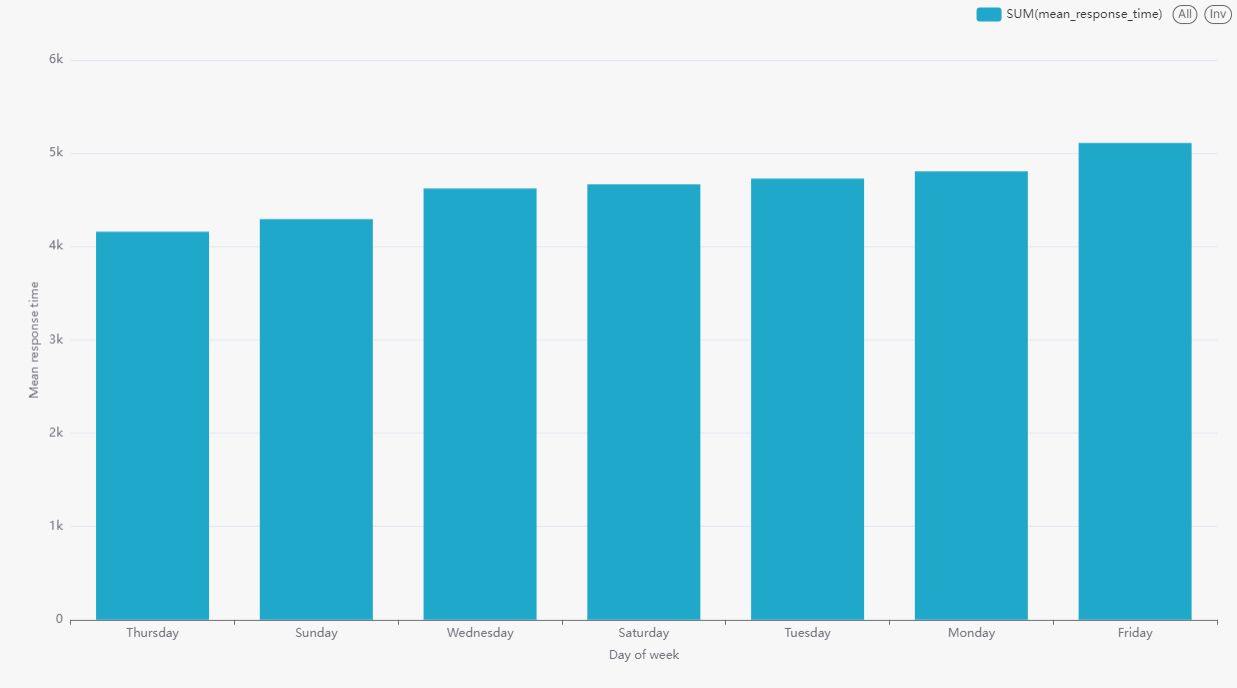 SUM(mean_response_time) All Inv
6k
5k
4k
3k
2k
1k
0
Mean response time
Thursday Sunday Wednesday Saturday Tuesday Monday Friday
Day of week